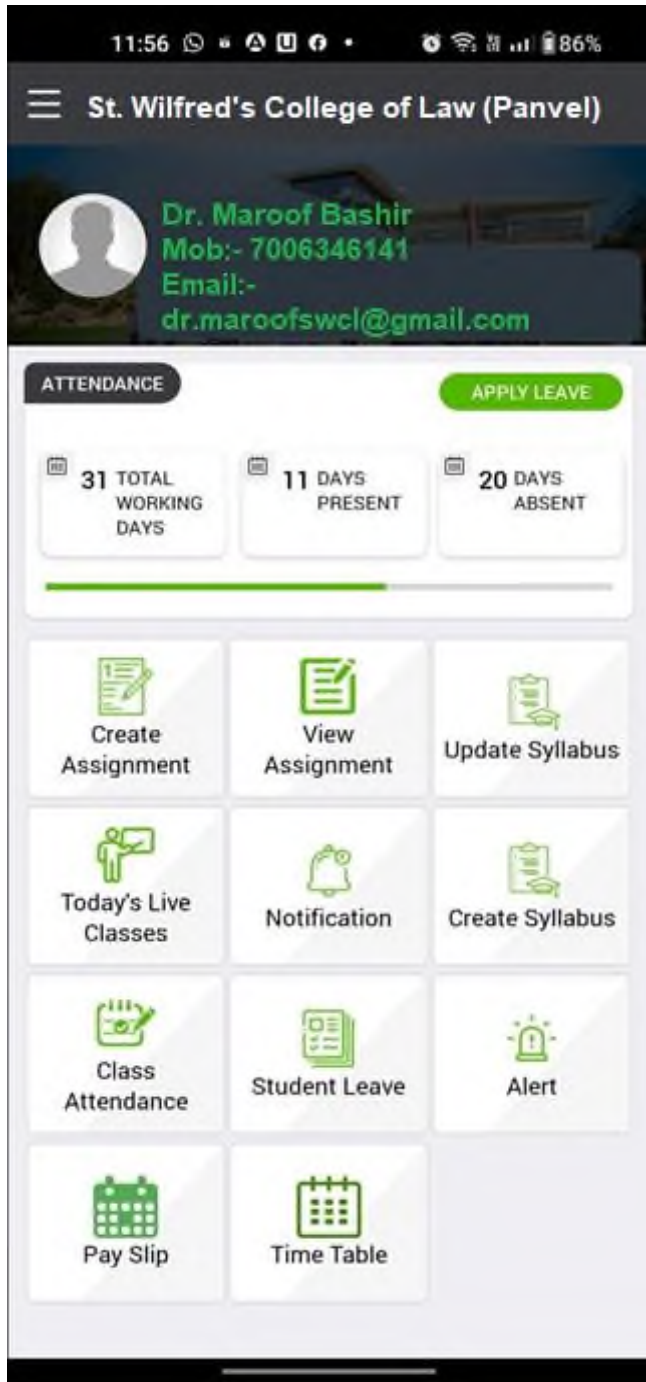 11:56 86%
St. Wilfred's College of Law (Panvel)
Dr. Maroof Bashir
Mob:- 7006346141
Email:-
dr.maroofswcl@gmail.com
ATTENDANCE
APPLY LEAVE
31 TOTAL
WORKING
DAYS
11 DAYS
PRESENT
20 DAYS
ABSENT
Create
Assignment
View
Assignment
Update Syllabus
Today's Live
Classes
Notification
Create Syllabus
Class
Attendance
Student Leave
Alert
Pay Slip
Time Table